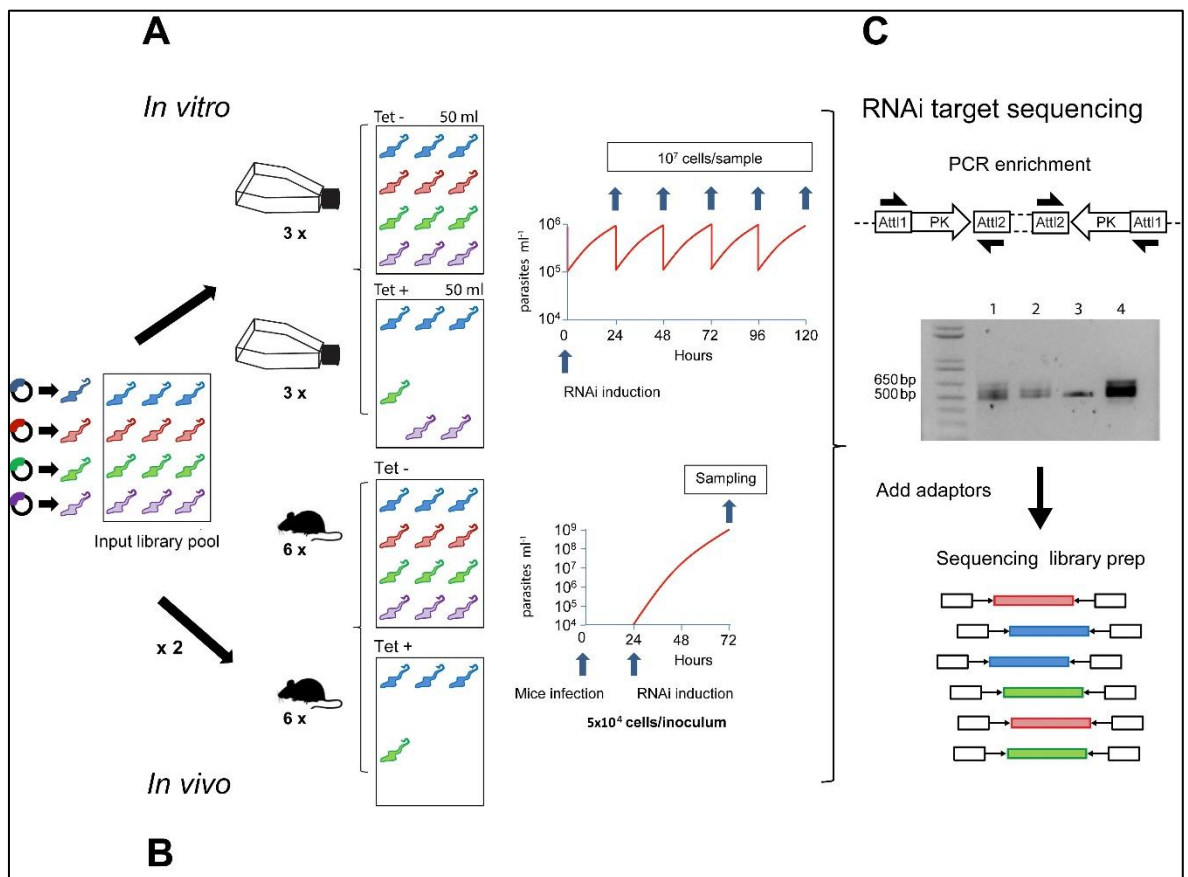 A
In vitro
3 x
3 x
Input library pool
x 2
6 x
6 x
In vivo
B
Tet - 50 ml
Tet + 50 ml
Tet -
Tet +
10⁷ cells/sample
parasites ml⁻¹
10⁶
10⁵
10⁴
0 24 48 72 96 120
Hours
RNAi induction
Sampling
parasites ml⁻¹
10⁹
10⁸
10⁷
10⁶
10⁵
10⁴
0 24 48 72
Hours
Mice infection RNAi induction
5x10⁴ cells/inoculum
C
RNAi target sequencing
PCR enrichment
AttI1 PK AttI2 AttI2 PK AttI1
1 2 3 4
650 bp
500 bp
Add adaptors
Sequencing library prep